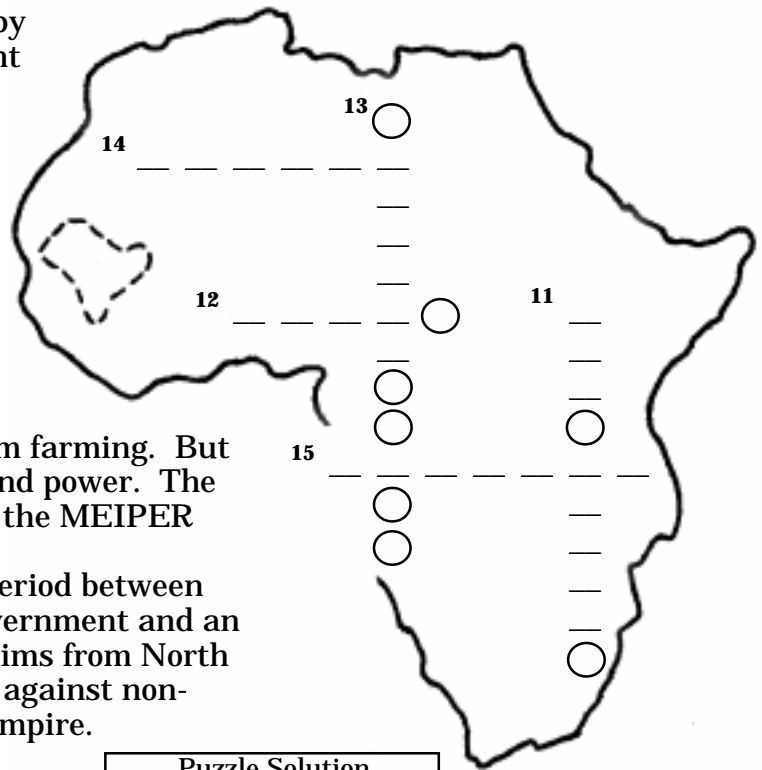 by
nt
13
14
12
11
m farming. But
15
nd power. The
the MEIPER
eriod between
vernment and an
ims from North
against non-
mpire.
Puzzle Solution